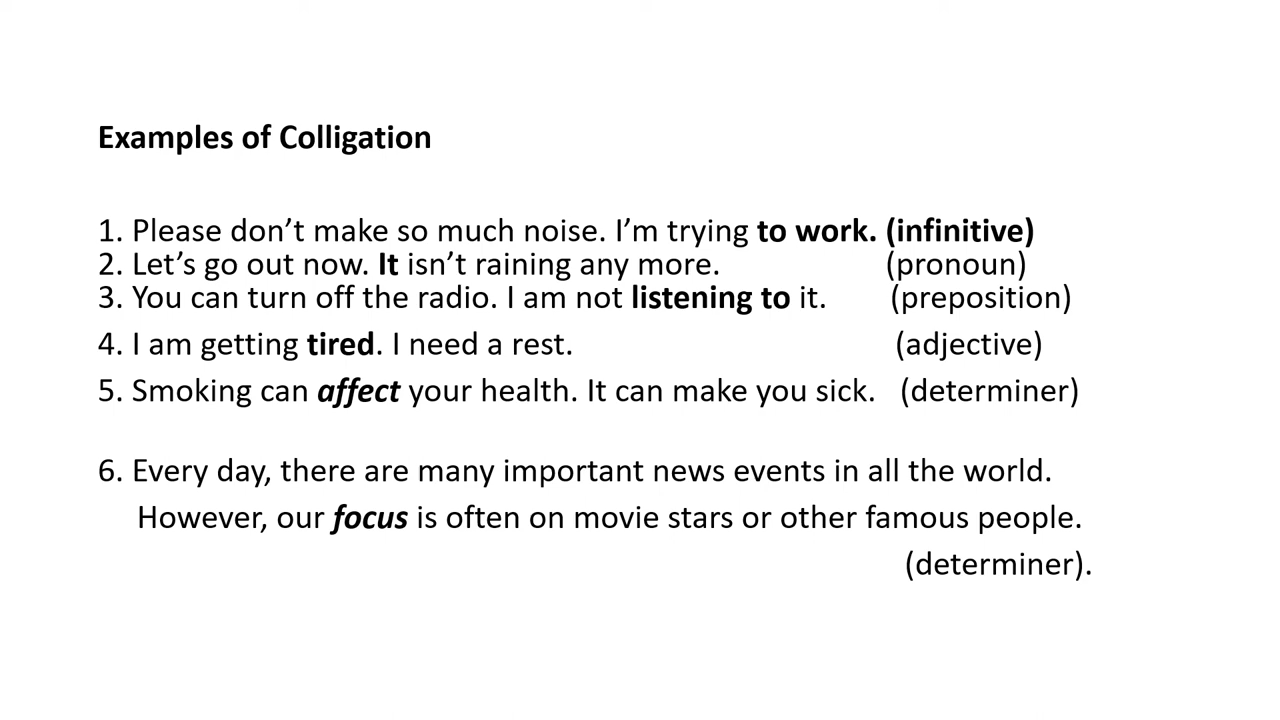 Examples of Colligation
1. Please don’t make so much noise. I’m trying to work. (infinitive)
2. Let’s go out now. It isn’t raining any more. (pronoun)
3. You can turn off the radio. I am not listening to it. (preposition)
4. I am getting tired. I need a rest. (adjective)
5. Smoking can affect your health. It can make you sick. (determiner)
6. Every day, there are many important news events in all the world.
However, our focus is often on movie stars or other famous people.
(determiner).